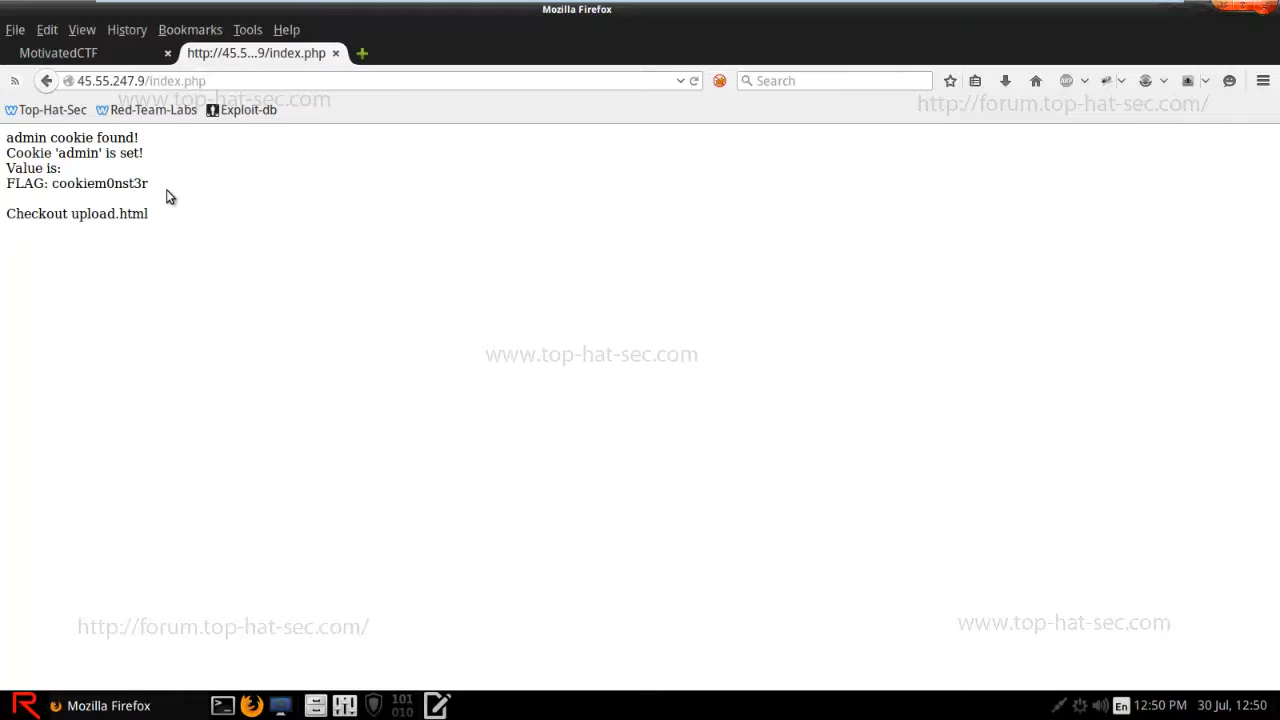 Mozilla Firefox
File Edit View History Bookmarks Tools Help
MotivatedCTF × http://45.5...9/index.php ×
45.55.247.9/index.php Search
www.top-hat-sec.com http://forum.top-hat-sec.com/
Top-Hat-Sec Red-Team-Labs Exploit-db
admin cookie found!
Cookie 'admin' is set!
Value is:
FLAG: cookiem0nst3r
Checkout upload.html
www.top-hat-sec.com
http://forum.top-hat-sec.com/ www.top-hat-sec.com
Mozilla Firefox 101 En 12:50 PM 30 Jul, 12:50
010